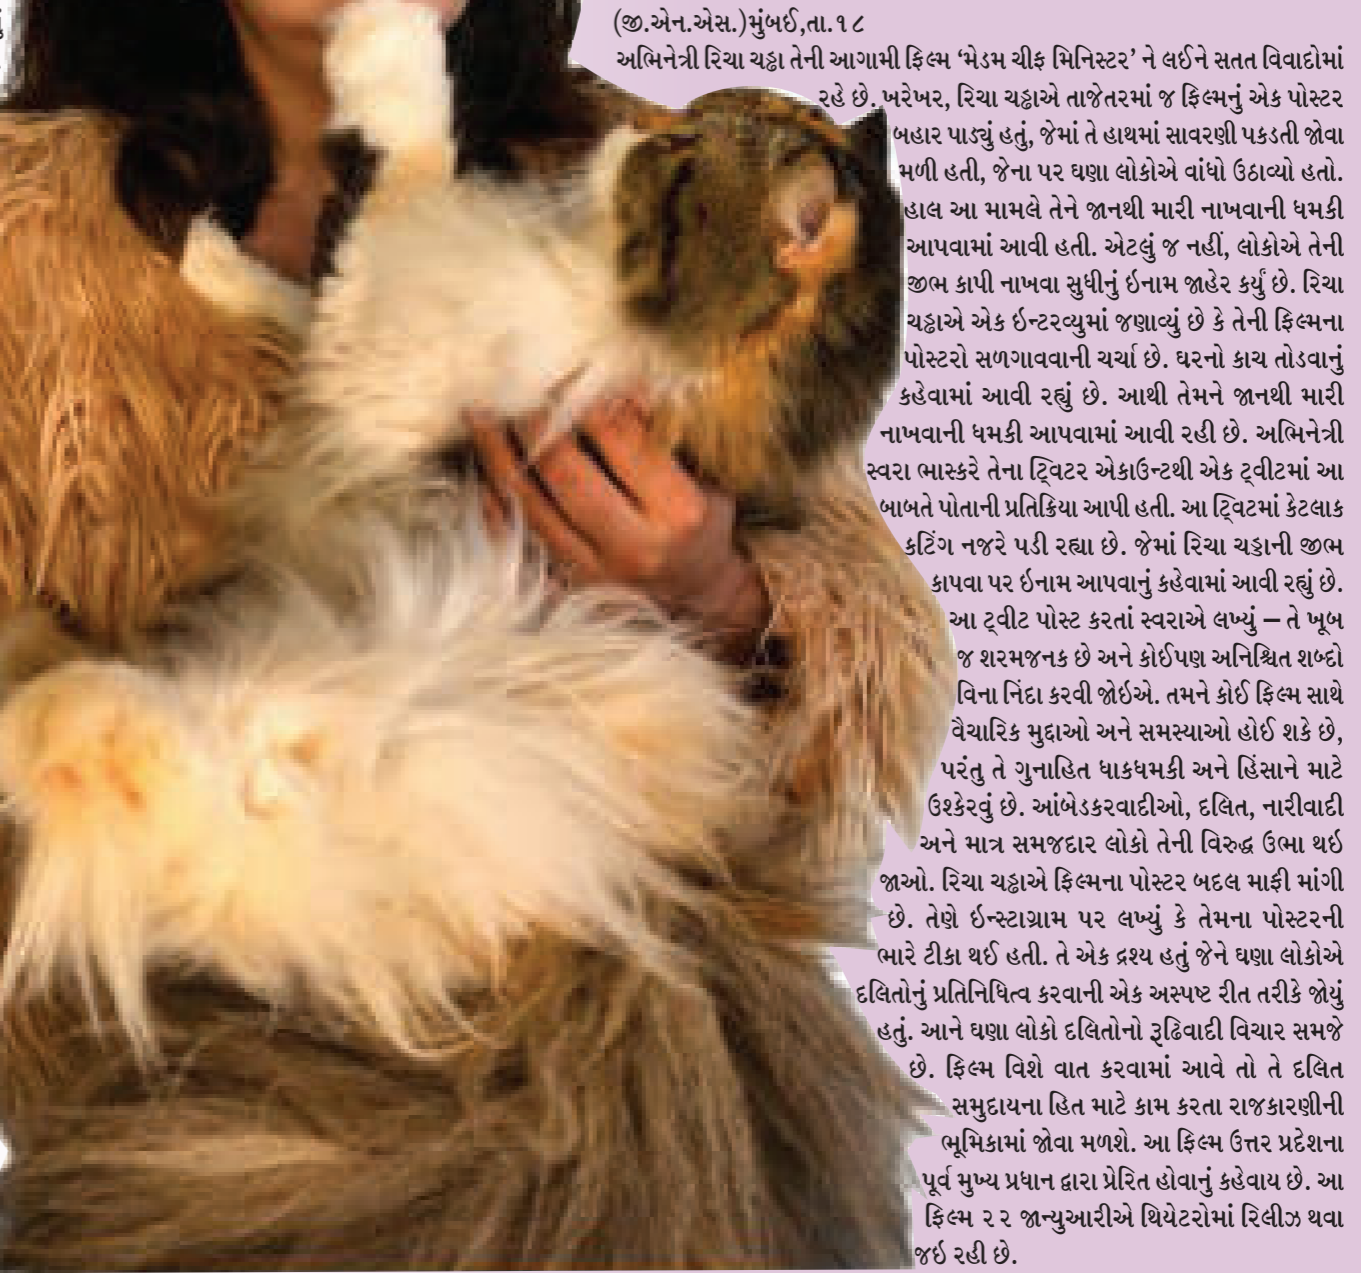 (જી.એન.એસ.)મુંબઈ,તા.૧૮
અભિનેત્રી રિચા ચઢ્ઢા તેની આગામી ફિલ્મ ‘મેડમ ચીફ મિનિસ્ટર’ ને લઈને સતત વિવાદોમાં
રહે છે. ખરેખર, રિચા ચઢ્ઢાએ તાજેતરમાં જ ફિલ્મનું એક પોસ્ટર
બહાર પાડ્યું હતું, જેમાં તે હાથમાં સાવરણી પકડતી જોવા
મળી હતી, જેના પર ઘણા લોકોએ વાંધો ઉઠાવ્યો હતો.
હાલ આ મામલે તેને જાનથી મારી નાખવાની ધમકી
આપવામાં આવી હતી. એટલું જ નહીં, લોકોએ તેની
જીભ કાપી નાખવા સુધીનું ઇનામ જાહેર કર્યું છે. રિચા
ચઢ્ઢાએ એક ઇન્ટરવ્યુમાં જણાવ્યું છે કે તેની ફિલ્મના
પોસ્ટરો સળગાવવાની ચર્ચા છે. ઘરનો કાચ તોડવાનું
કહેવામાં આવી રહ્યું છે. આથી તેમને જાનથી મારી
નાખવાની ધમકી આપવામાં આવી રહી છે. અભિનેત્રી
સ્વરા ભાસ્કરે તેના ટ્વિટર એકાઉન્ટથી એક ટ્વીટમાં આ
બાબતે પોતાની પ્રતિક્રિયા આપી હતી. આ ટ્વિટમાં કેટલાક
કટિંગ નજરે પડી રહ્યા છે. જેમાં રિચા ચડ્ડાની જીભ
કાપવા પર ઇનામ આપવાનું કહેવામાં આવી રહ્યું છે.
આ ટ્વીટ પોસ્ટ કરતાં સ્વરાએ લખ્યું – તે ખૂબ
જ શરમજનક છે અને કોઈપણ અનિશ્ચિત શબ્દો
વિના નિંદા કરવી જોઇએ. તમને કોઈ ફિલ્મ સાથે
વૈચારિક મુદ્દાઓ અને સમસ્યાઓ હોઈ શકે છે,
પરંતુ તે ગુનાહિત ધાકધમકી અને હિંસાને માટે
ઉશ્કેરવું છે. આંબેડકરવાદીઓ, દલિત, નારીવાદી
અને માત્ર સમજદાર લોકો તેની વિરુદ્ધ ઉભા થઇ
જાઓ. રિચા ચઢ્ઢાએ ફિલ્મના પોસ્ટર બદલ માફી માંગી
છે. તેણે ઇન્સ્ટાગ્રામ પર લખ્યું કે તેમના પોસ્ટરની
ભારે ટીકા થઈ હતી. તે એક દ્રશ્ય હતું જેને ઘણા લોકોએ
દલિતોનું પ્રતિનિધિત્વ કરવાની એક અસ્પષ્ટ રીત તરીકે જોયું
હતું. આને ઘણા લોકો દલિતોનો રૂઢિવાદી વિચાર સમજે
છે. ફિલ્મ વિશે વાત કરવામાં આવે તો તે દલિત
સમુદાયના હિત માટે કામ કરતા રાજકારણીની
ભૂમિકામાં જોવા મળશે. આ ફિલ્મ ઉત્તર પ્રદેશના
પૂર્વ મુખ્ય પ્રધાન દ્વારા પ્રેરિત હોવાનું કહેવાય છે. આ
ફિલ્મ ૨૨ જાન્યુઆરીએ થિયેટરોમાં રિલીઝ થવા
જઇ રહી છે.